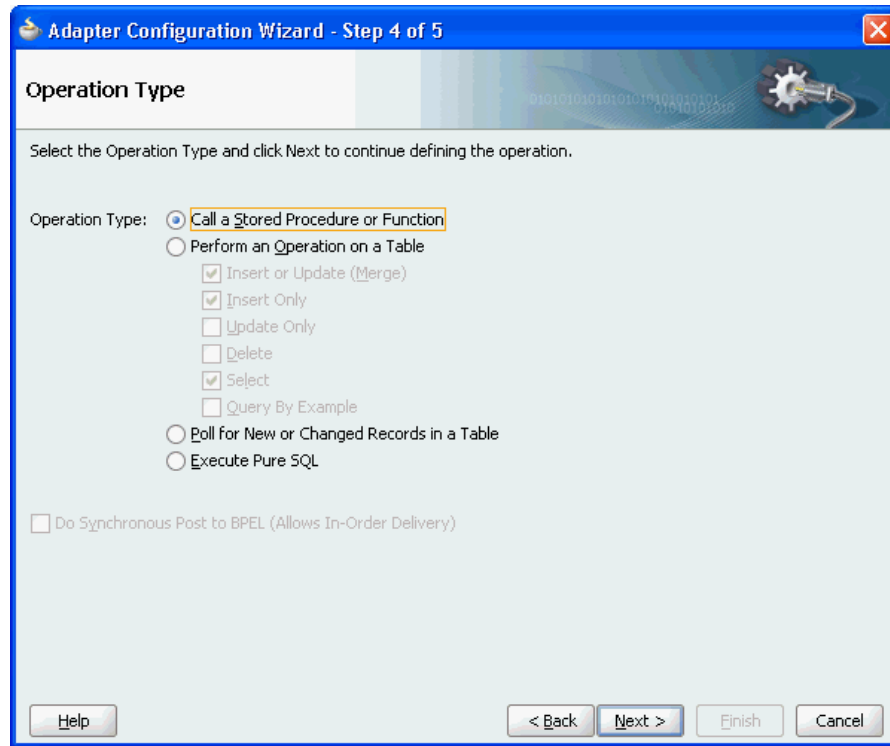 Adapter Configuration Wizard - Step 4 of 5
Operation Type
Select the Operation Type and click Next to continue defining the operation.
Operation Type: Call a Stored Procedure or Function
Perform an Operation on a Table
Insert or Update (Merge)
Insert Only
Update Only
Delete
Select
Query By Example
Poll for New or Changed Records in a Table
Execute Pure SQL
Do Synchronous Post to BPEL (Allows In-Order Delivery)
Help < Back Next > Finish Cancel